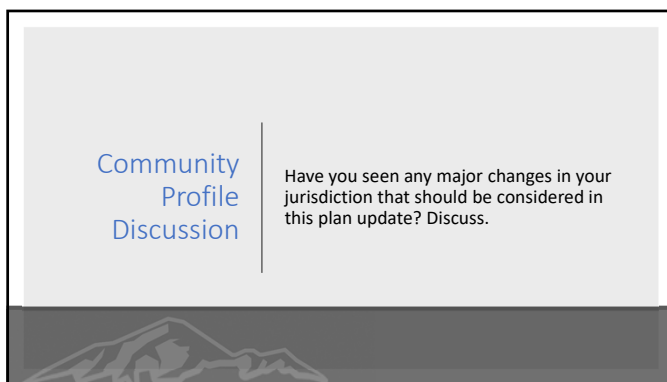 Community
Profile
Discussion
Have you seen any major changes in your
jurisdiction that should be considered in
this plan update? Discuss.